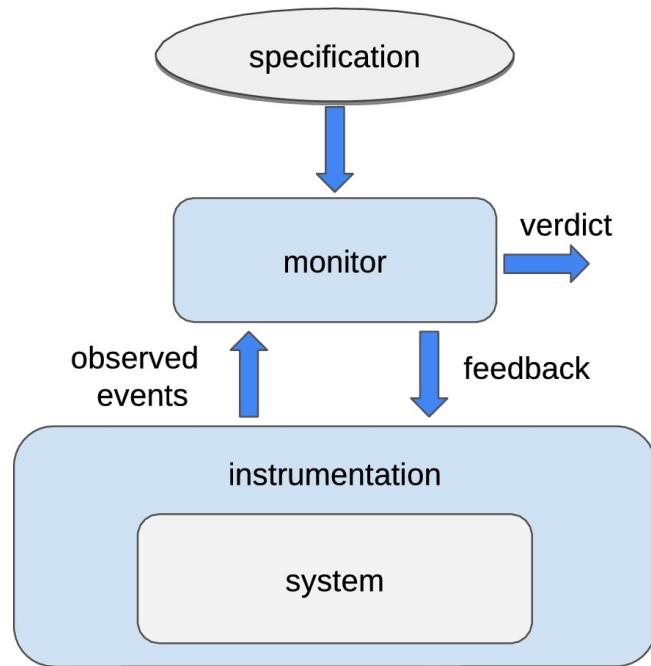 specification
verdict
monitor
observed
events
feedback
instrumentation
system